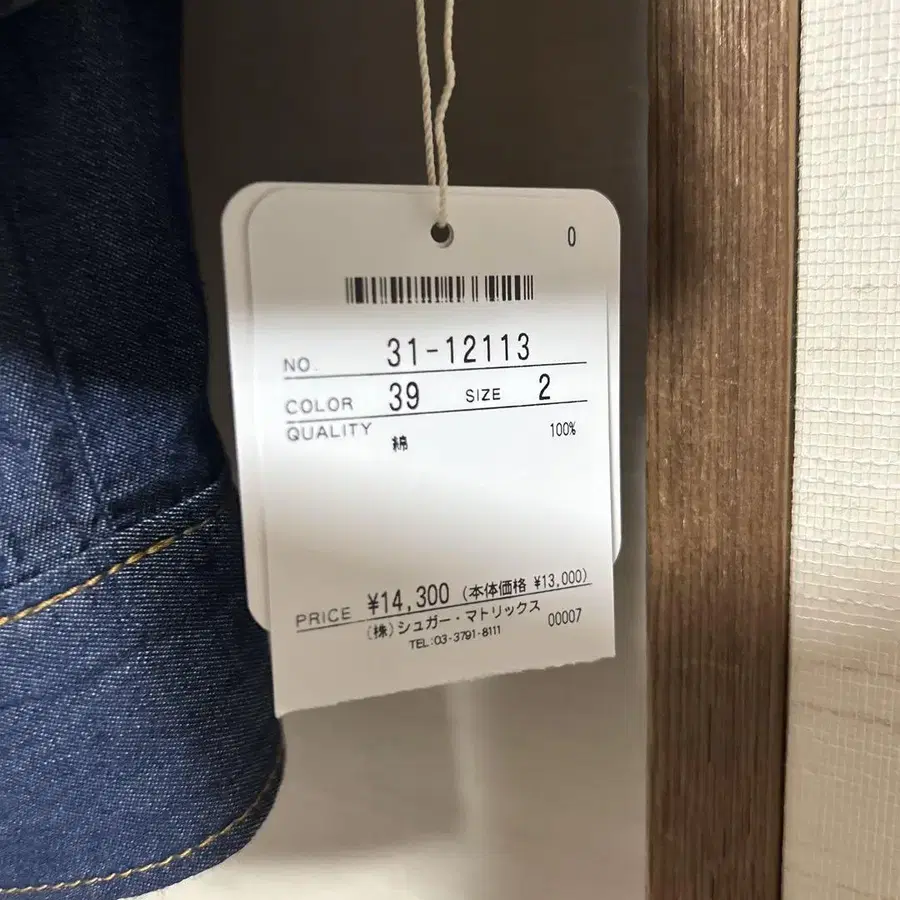 0
NO. 31-12113
COLOR 39 SIZE 2
QUALITY
綿 100%
PRICE ¥14,300 (本体価格 ¥13,000)
(株)シュガー・マトリックス 00007
TEL:03-3791-8111